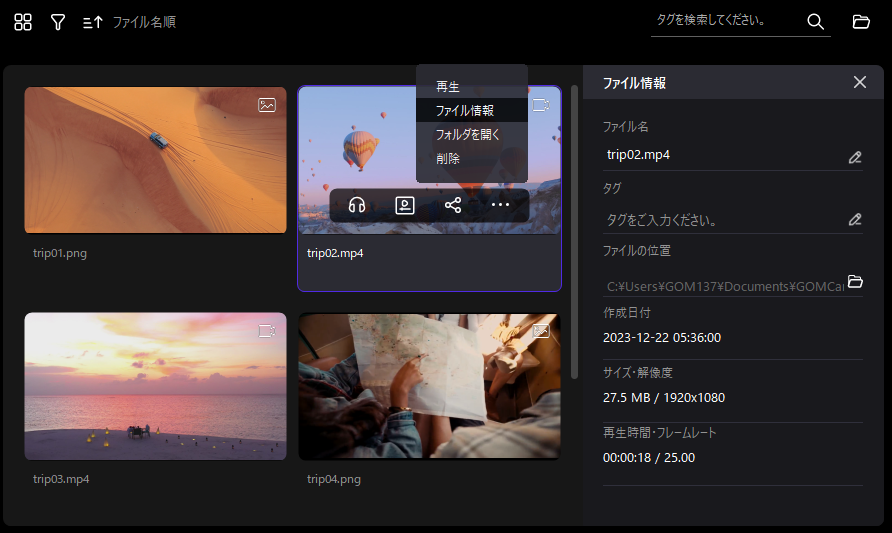 ファイル名順
タグを検索してください。
再生
ファイル情報
フォルダを開く
削除
trip01.png
trip02.mp4
trip03.mp4
trip04.png
ファイル情報
ファイル名
trip02.mp4
タグ
タグをご入力ください。
ファイルの位置
C:¥Users¥GOM137¥Documents¥GOMCar
作成日付
2023-12-22 05:36:00
サイズ・解像度
27.5 MB / 1920x1080
再生時間・フレームレート
00:00:18 / 25.00